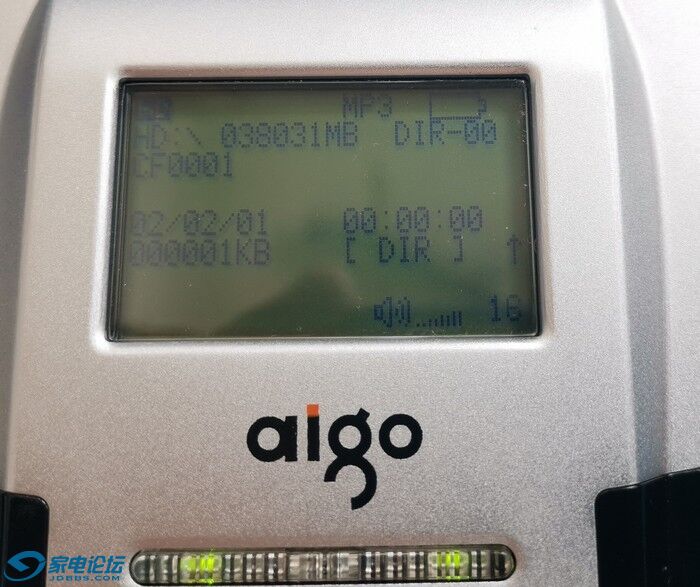 MP3
HD:\ 038031MB DIR-00
CF0001
02/02/01 00:00:00
000001KB [ DIR ] ↑
16
aigo
家电论坛
JDBBS.COM